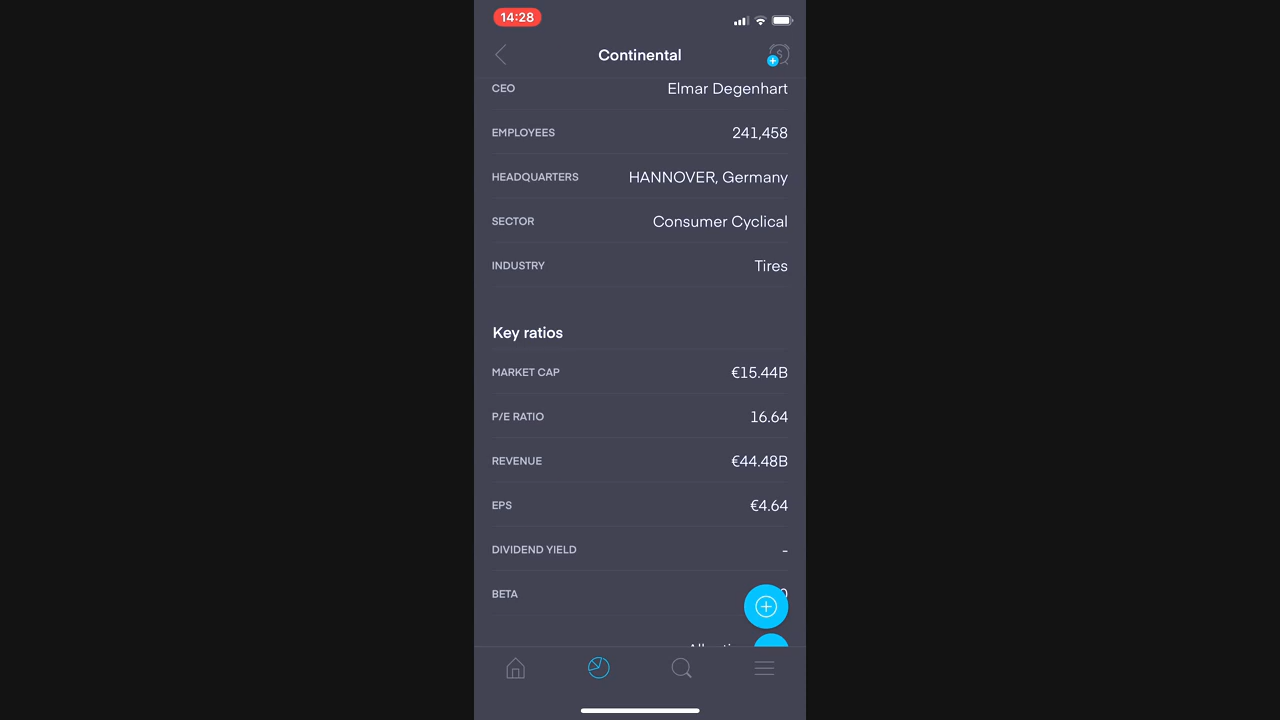 14:28
Continental
CEO Elmar Degenhart
EMPLOYEES 241,458
HEADQUARTERS HANNOVER, Germany
SECTOR Consumer Cyclical
INDUSTRY Tires
Key ratios
MARKET CAP €15.44B
P/E RATIO 16.64
REVENUE €44.48B
EPS €4.64
DIVIDEND YIELD -
BETA